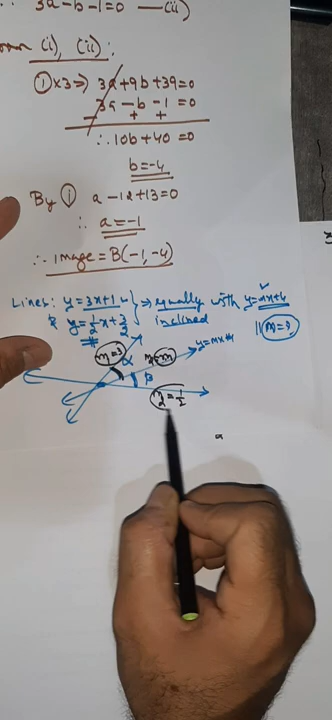 3a-b-1=0 —(ii)
(i), (ii):
① ×3 ⇒ 3a+9b+39=0
3a - b - 1 = 0
- + +
∴ 10b+40 =0
b=-4
By ① a-12+13=0
∴ a=-1
∴ image = B(-1,-4)
Lines: y=3x+1 } ⇒ equally with
& y=½x+3/2 } inclined
m=?
m₁=3 α m=m y=mx+4
β
m₂=½